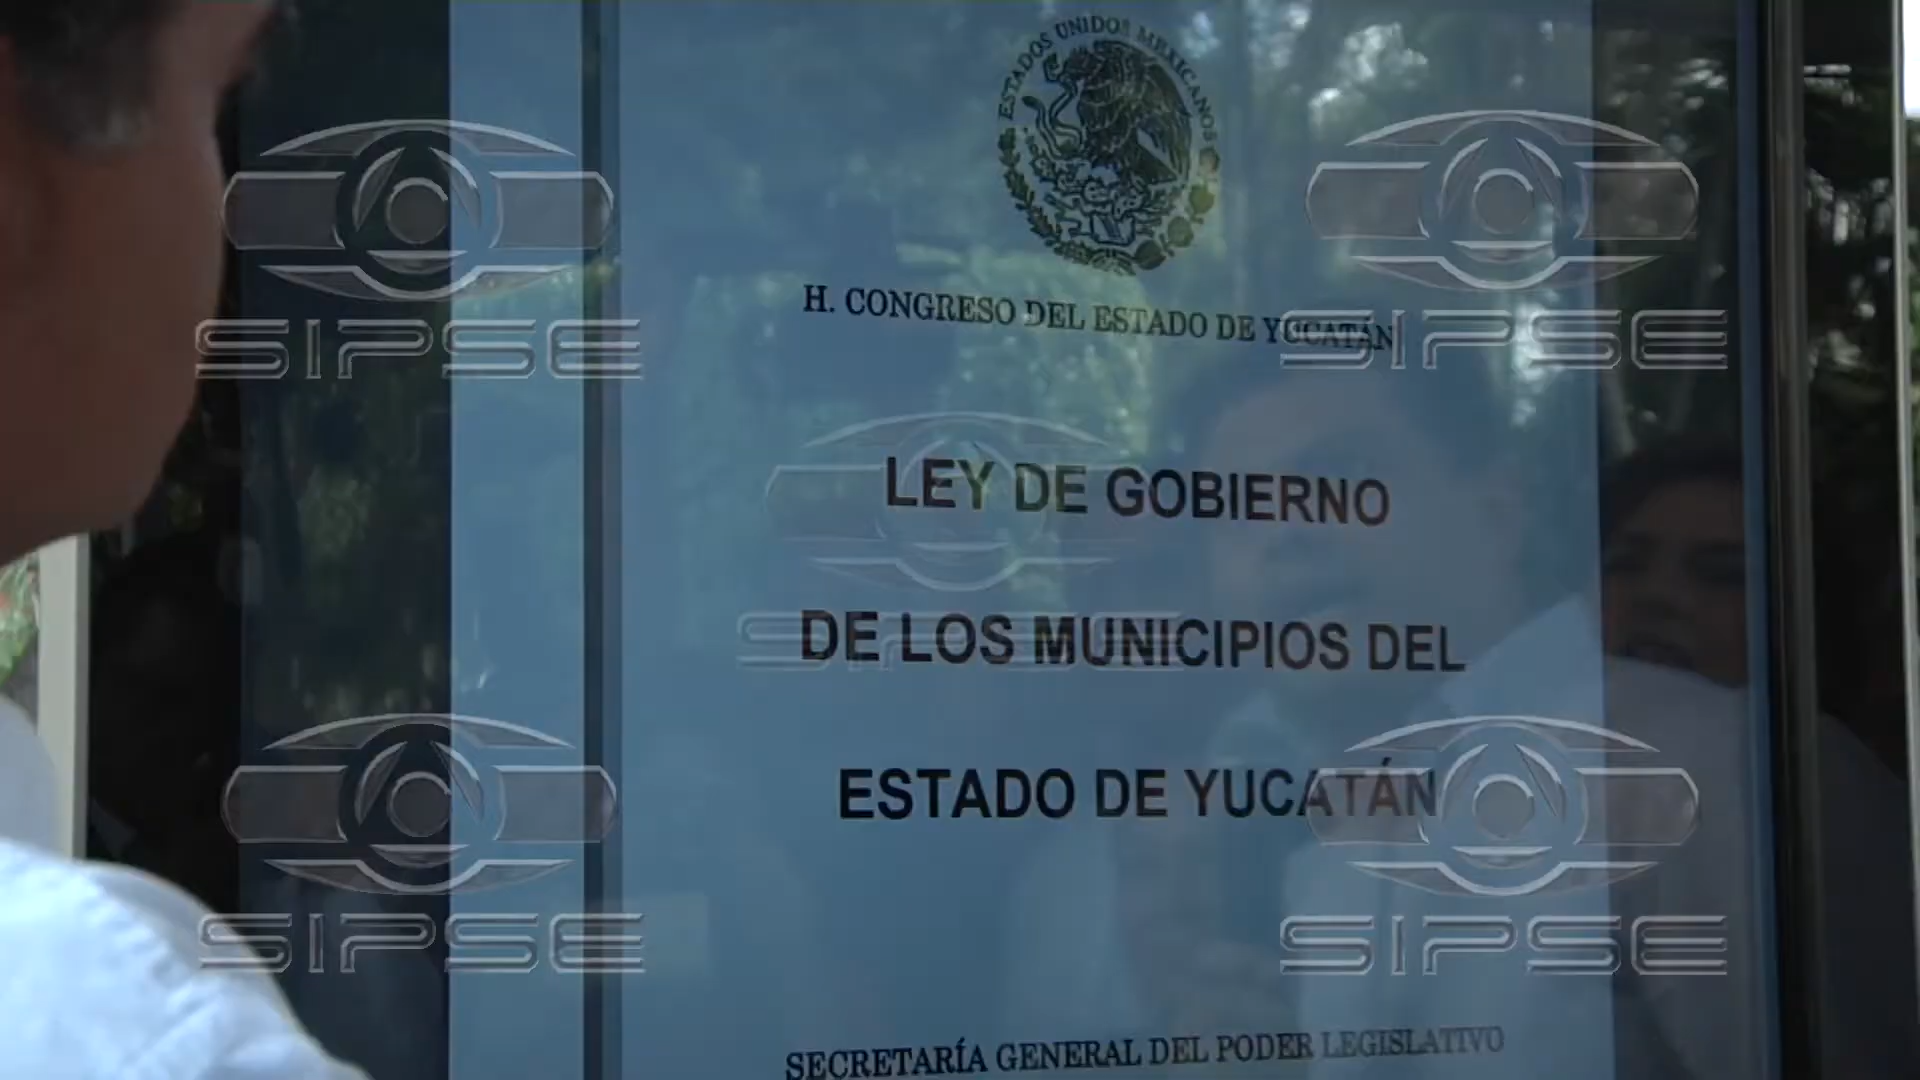 ESTADOS UNIDOS MEXICANOS
H. CONGRESO DEL ESTADO DE YUCATÁN
LEY DE GOBIERNO
DE LOS MUNICIPIOS DEL
ESTADO DE YUCATÁN
SECRETARÍA GENERAL DEL PODER LEGISLATIVO
SIPSE
SIPSE
SIPSE
SIPSE
SIPSE